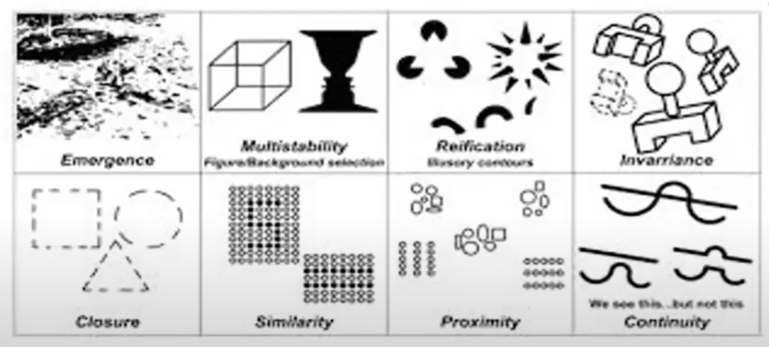 Emergence
Multistability
Figure/Background selection
Reification
Illusory contours
Invarriance
Closure
Similarity
Proximity
We see this...but not this
Continuity